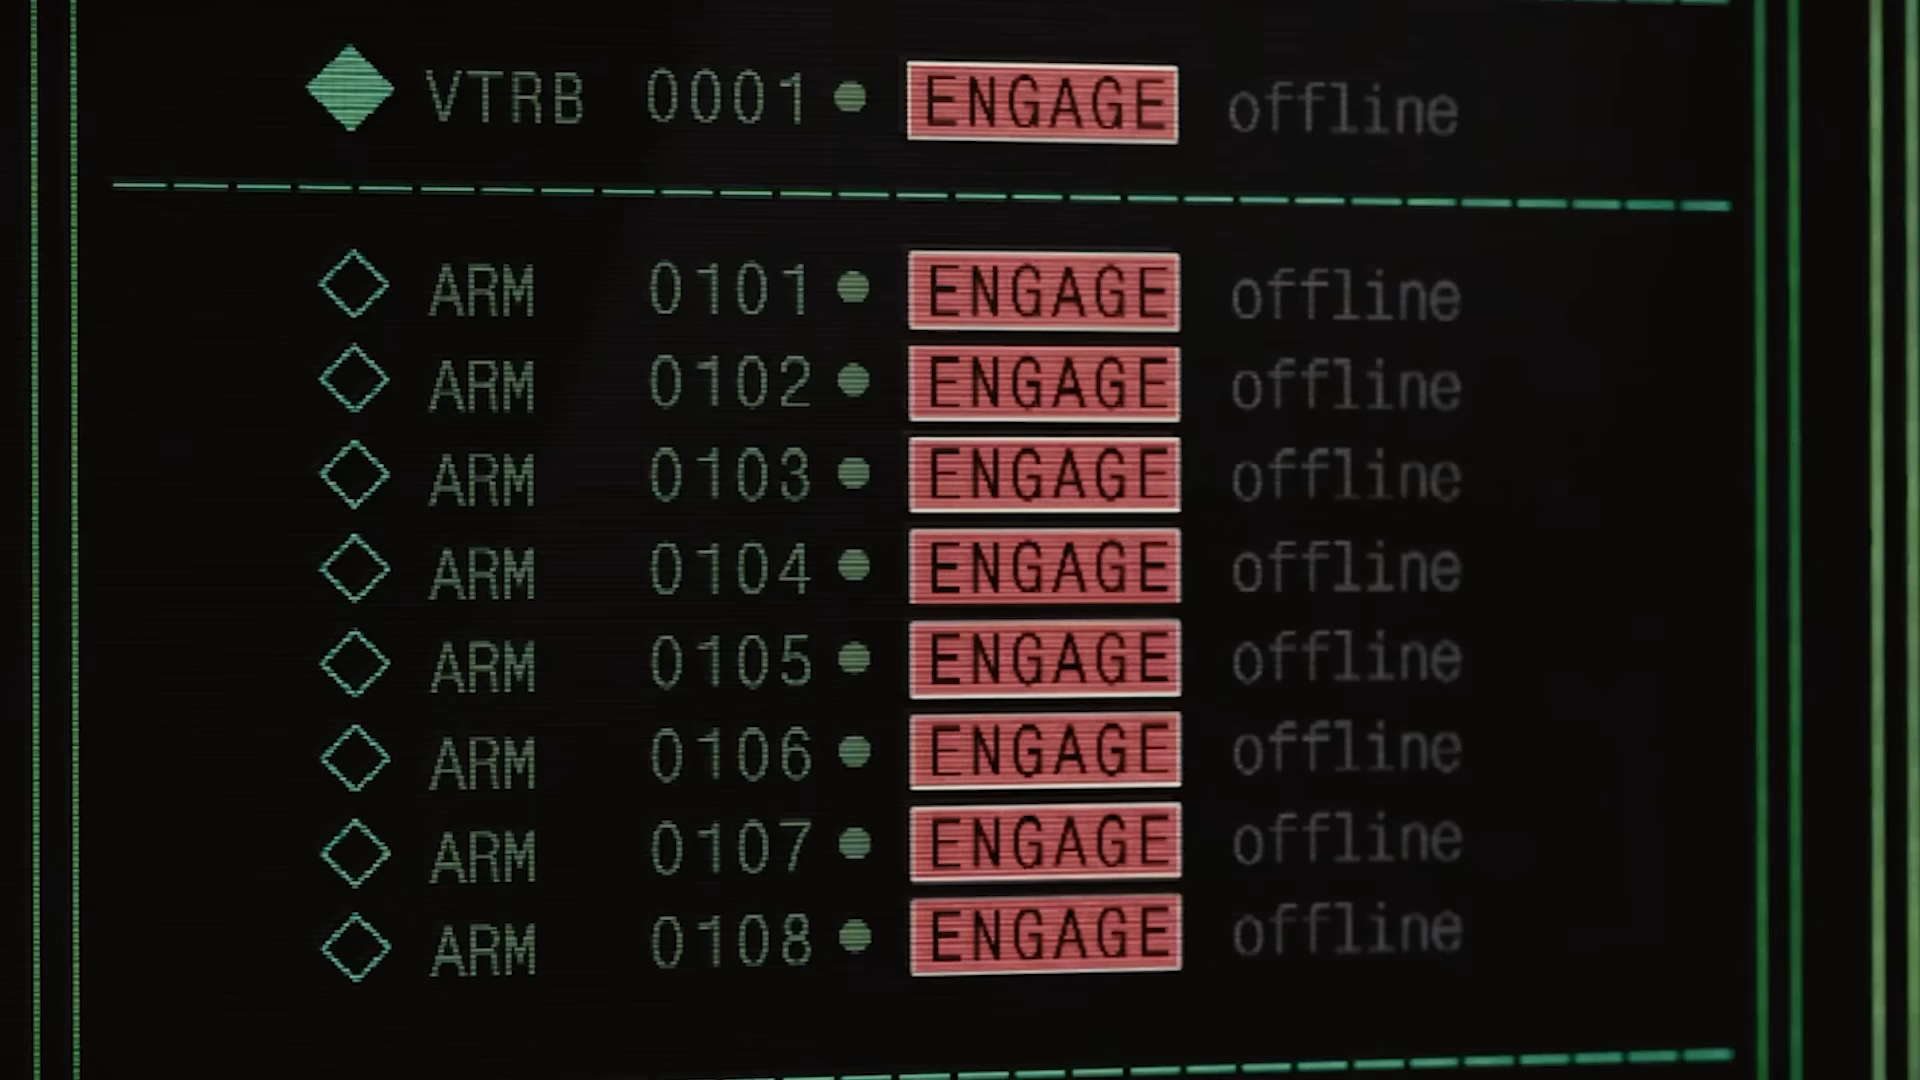 VTRB 0001 ENGAGE offline
ARM 0101 ENGAGE offline
ARM 0102 ENGAGE offline
ARM 0103 ENGAGE offline
ARM 0104 ENGAGE offline
ARM 0105 ENGAGE offline
ARM 0106 ENGAGE offline
ARM 0107 ENGAGE offline
ARM 0108 ENGAGE offline